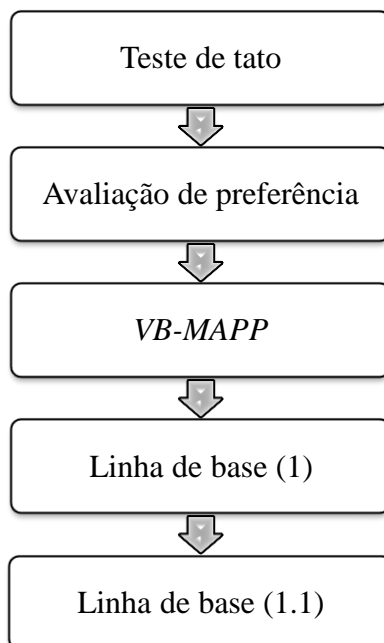 Teste de tato
Avaliação de preferência
VB-MAPP
Linha de base (1)
Linha de base (1.1)